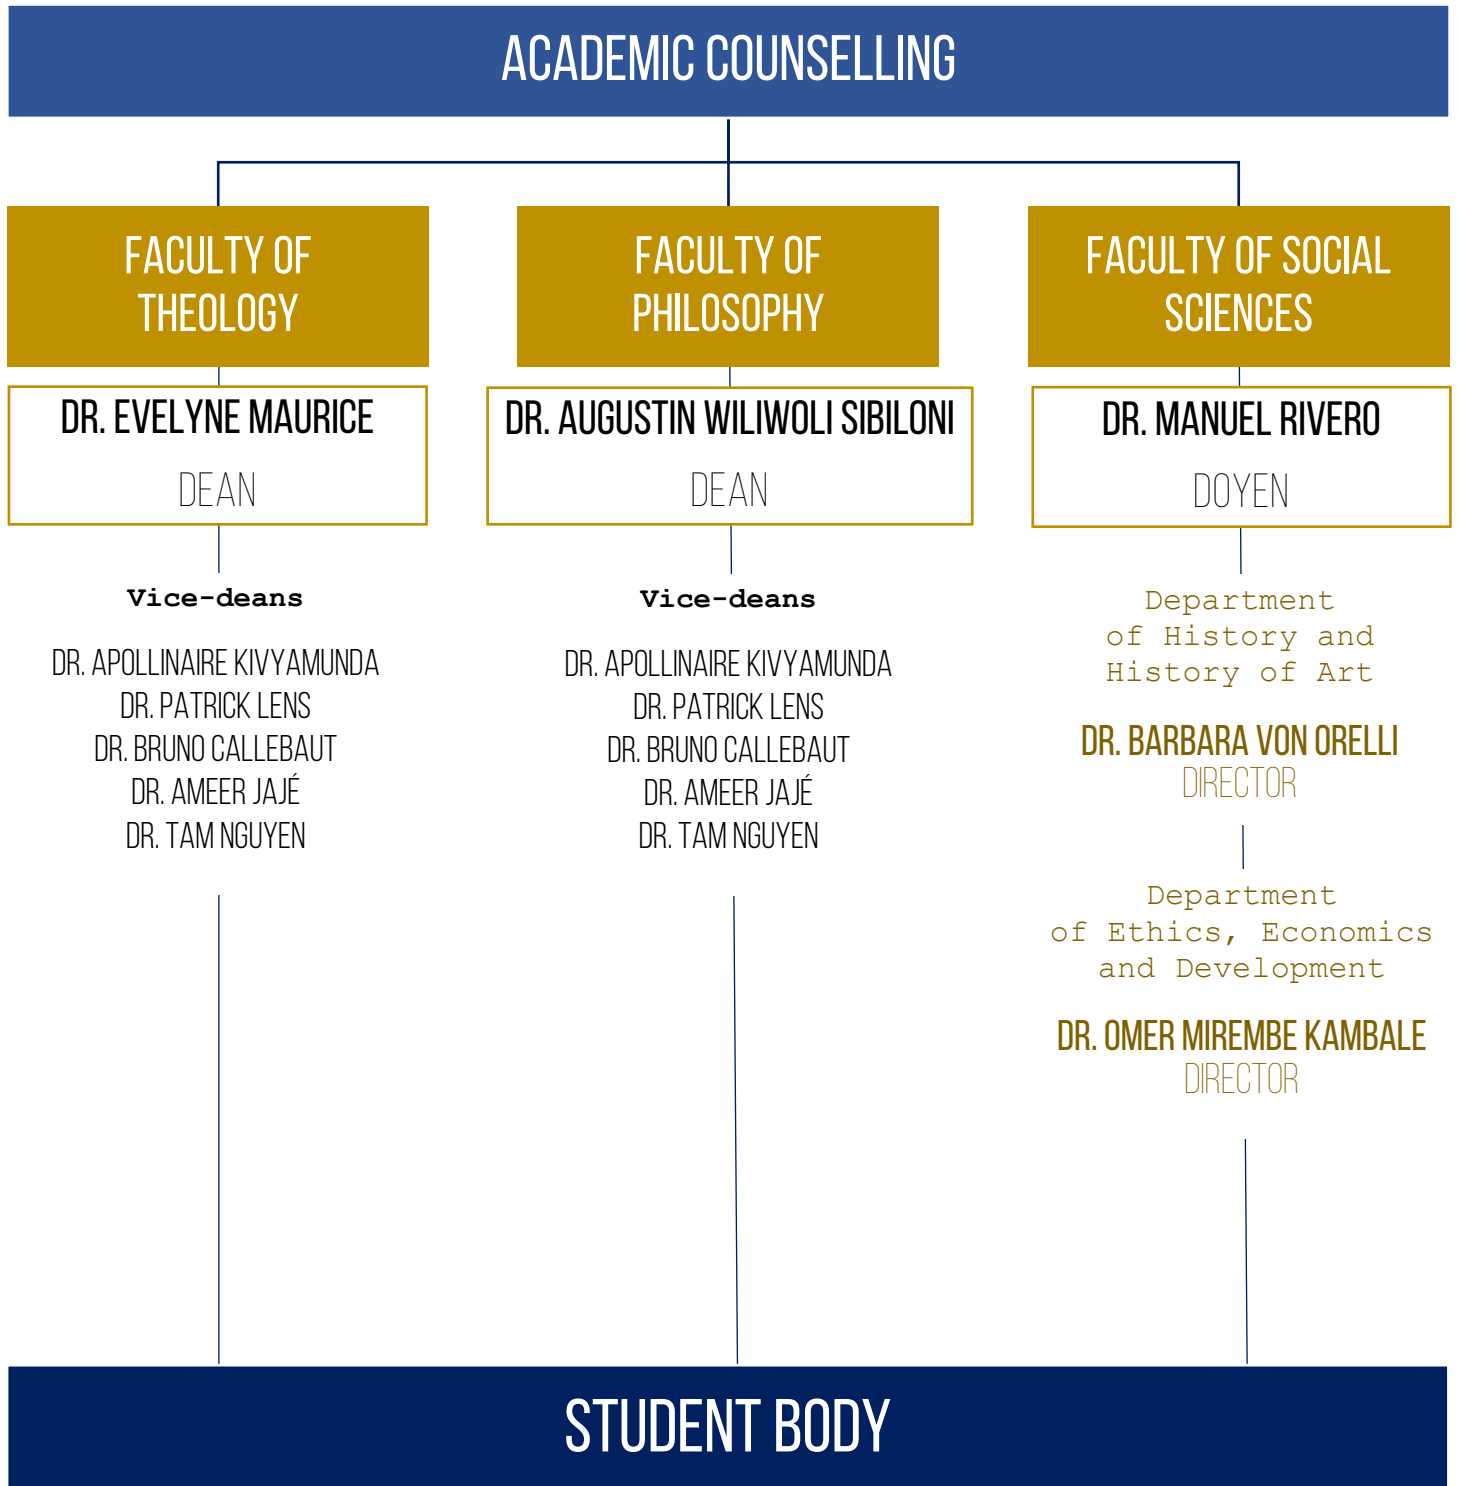 ACADEMIC COUNSELLING
FACULTY OF
THEOLOGY
DR. EVELYNE MAURICE
DEAN
Vice-deans
DR. APOLLINAIRE KIVYAMUNDA
DR. PATRICK LENS
DR. BRUNO CALLEBAUT
DR. AMEER JAJÉ
DR. TAM NGUYEN
FACULTY OF
PHILOSOPHY
DR. AUGUSTIN WILIWOLI SIBILONI
DEAN
Vice-deans
DR. APOLLINAIRE KIVYAMUNDA
DR. PATRICK LENS
DR. BRUNO CALLEBAUT
DR. AMEER JAJÉ
DR. TAM NGUYEN
FACULTY OF SOCIAL
SCIENCES
DR. MANUEL RIVERO
DOYEN
Department
of History and
History of Art
DR. BARBARA VON ORELLI
DIRECTOR
Department
of Ethics, Economics
and Development
DR. OMER MIREMBE KAMBALE
DIRECTOR
STUDENT BODY